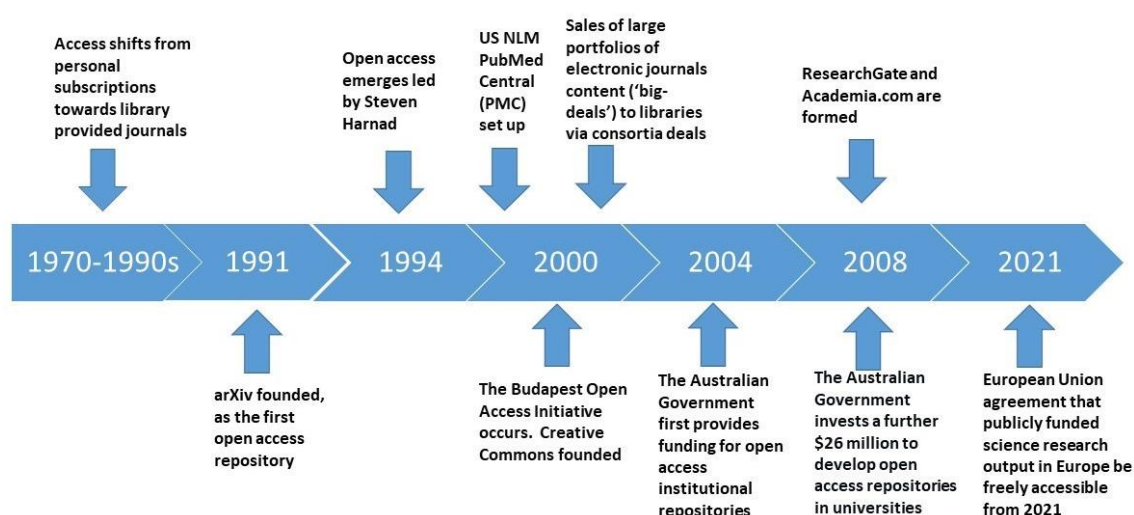 Access shifts from
personal
subscriptions
towards library
provided journals
Open access
emerges led
by Steven
Harnad
US NLM
PubMed
Central
(PMC)
set up
Sales of large
portfolios of
electronic journals
content (‘big-
deals’) to libraries
via consortia deals
ResearchGate and
Academia.com are
formed
1970-1990s
1991
1994
2000
2004
2008
2021
arXiv founded,
as the first
open access
repository
The Budapest Open
Access Initiative
occurs. Creative
Commons founded
The Australian
Government
first provides
funding for open
access
institutional
repositories
The Australian
Government
invests a further
$26 million to
develop open
access repositories
in universities
European Union
agreement that
publicly funded
science research
output in Europe be
freely accessible
from 2021